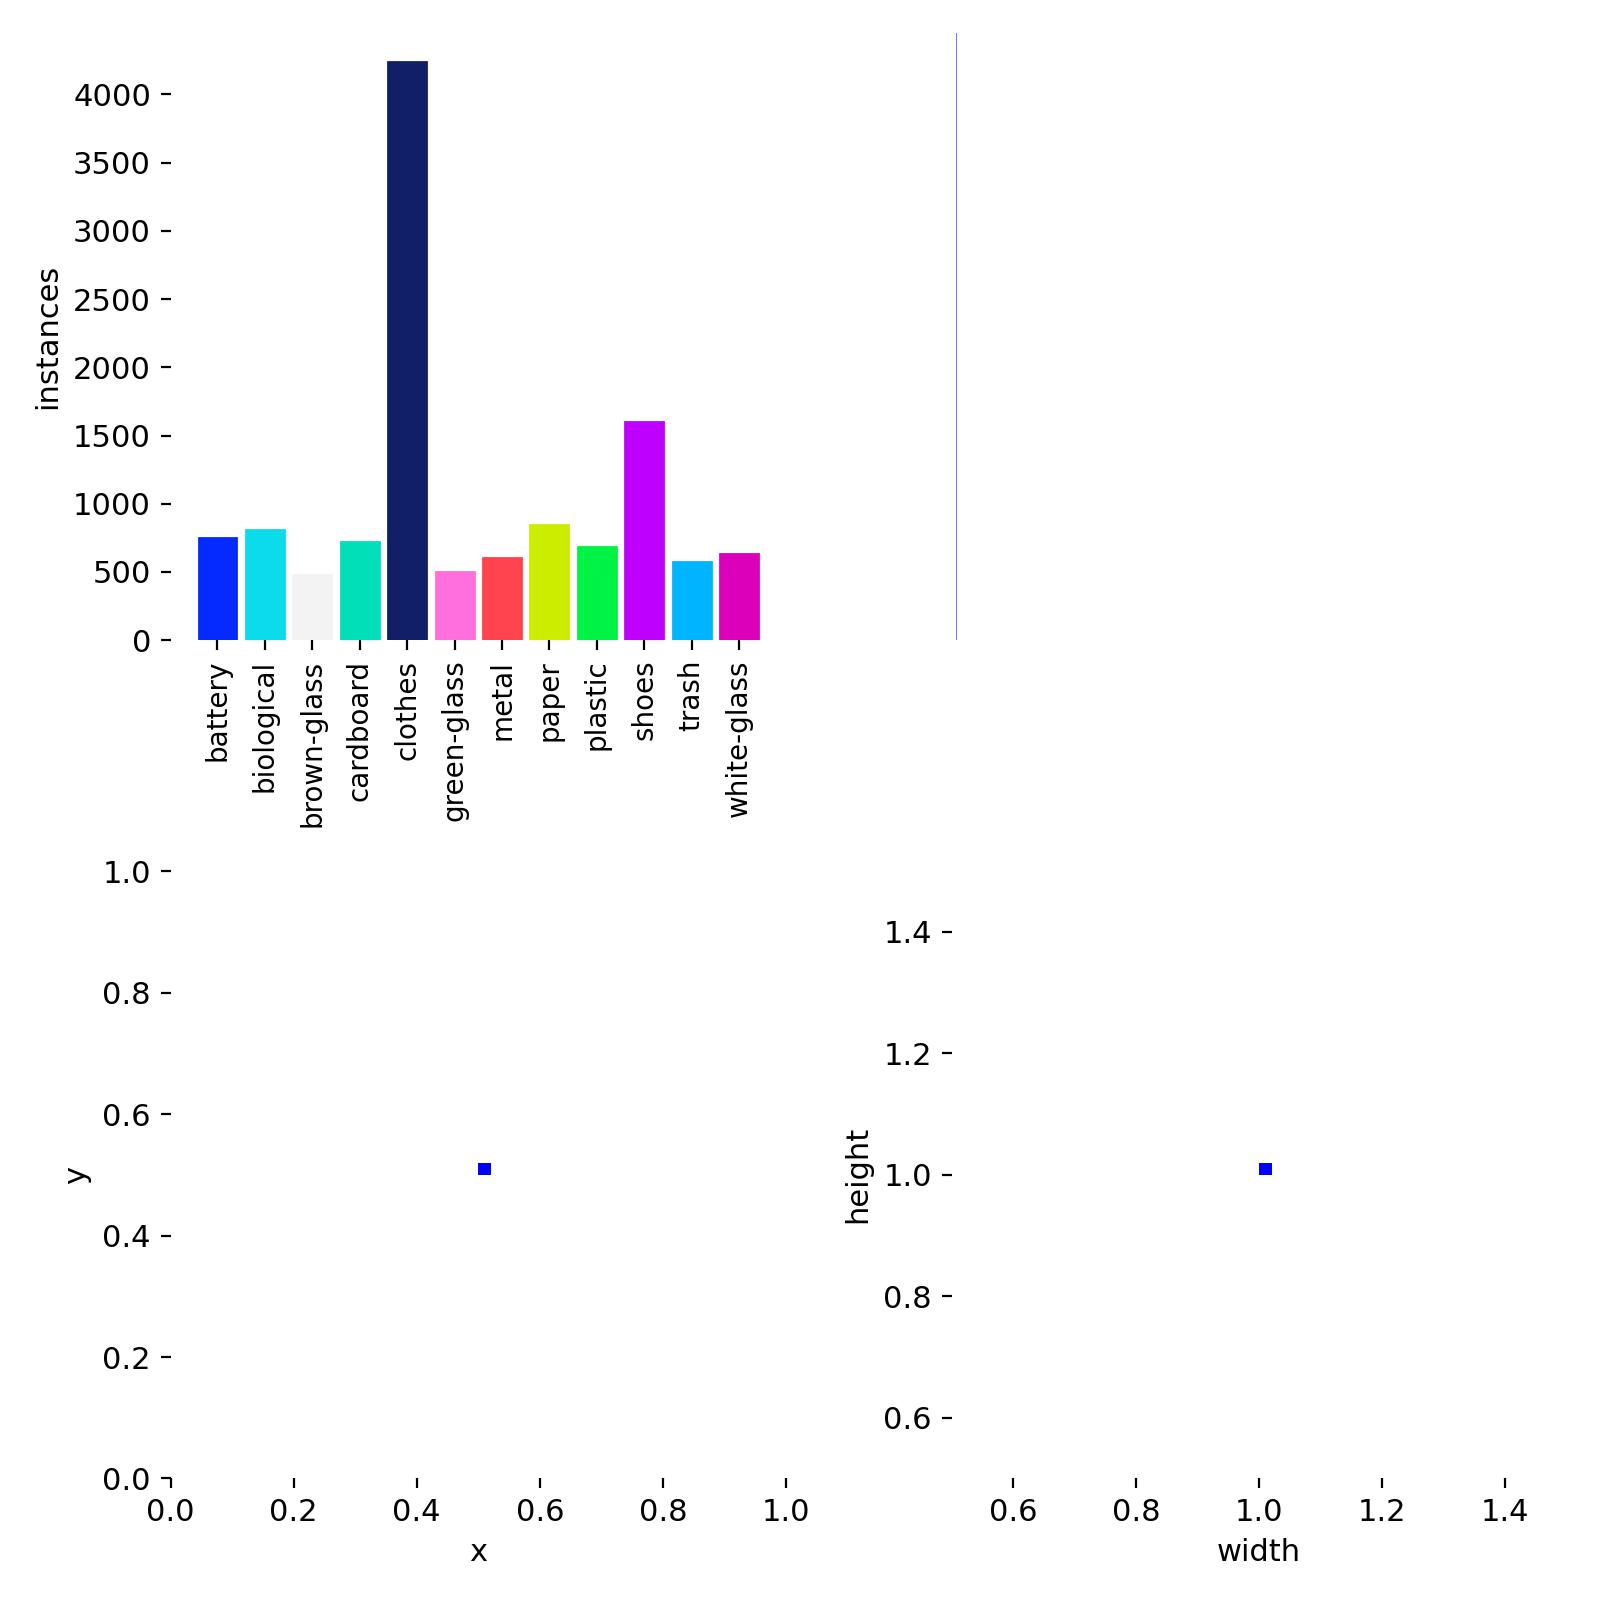 instances
4000
3500
3000
2500
2000
1500
1000
500
0
battery
biological
brown-glass
cardboard
clothes
green-glass
metal
paper
plastic
shoes
trash
white-glass
y
1.0
0.8
0.6
0.4
0.2
0.0
0.0 0.2 0.4 0.6 0.8 1.0
x
height
1.4
1.2
1.0
0.8
0.6
0.6 0.8 1.0 1.2 1.4
width